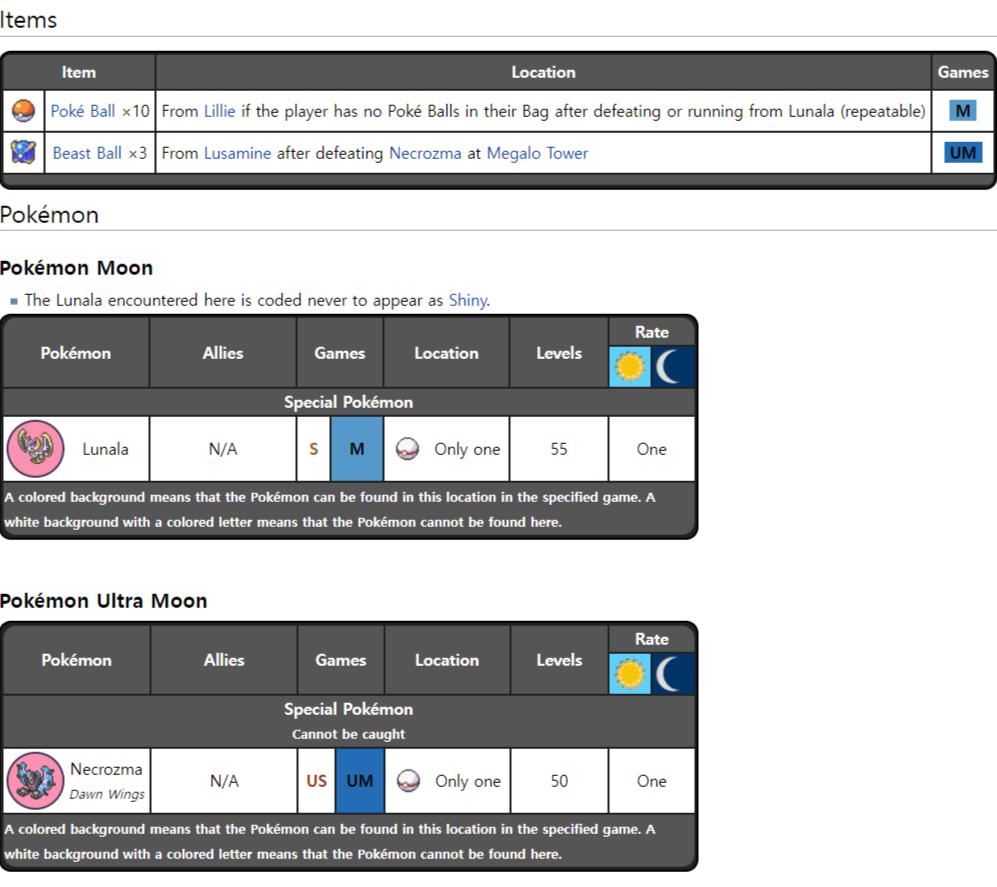 Items
Item Location Games
Poké Ball ×10 From Lillie if the player has no Poké Balls in their Bag after defeating or running from Lunala (repeatable) M
Beast Ball ×3 From Lusamine after defeating Necrozma at Megalo Tower UM
Pokémon
Pokémon Moon
The Lunala encountered here is coded never to appear as Shiny.
Pokémon Allies Games Location Levels Rate
Special Pokémon
Lunala N/A S M Only one 55 One
A colored background means that the Pokémon can be found in this location in the specified game. A
white background with a colored letter means that the Pokémon cannot be found here.
Pokémon Ultra Moon
Pokémon Allies Games Location Levels Rate
Special Pokémon
Cannot be caught
Necrozma
Dawn Wings N/A US UM Only one 50 One
A colored background means that the Pokémon can be found in this location in the specified game. A
white background with a colored letter means that the Pokémon cannot be found here.